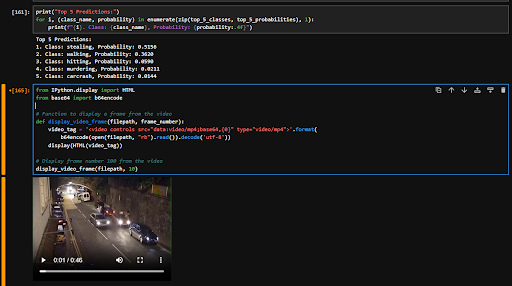 [161]:
print("Top 5 Predictions:")
for i, (class_name, probability) in enumerate(zip(top_5_classes, top_5_probabilities), 1):
    print(f"{i}. Class: {class_name}, Probability: {probability:.4f}")
Top 5 Predictions:
1. Class: stealing, Probability: 0.5156
2. Class: walking, Probability: 0.3620
3. Class: hitting, Probability: 0.0590
4. Class: murdering, Probability: 0.0211
5. Class: carcrash, Probability: 0.0144
[165]:
from IPython.display import HTML
from base64 import b64encode
# Function to display a frame from the video
def display_video_frame(filepath, frame_number):
    video_tag = '<video controls src="data:video/mp4;base64,{0}" type="video/mp4">'.format(
        b64encode(open(filepath, "rb").read()).decode('utf-8'))
    display(HTML(video_tag))
# Display frame number 100 from the video
display_video_frame(filepath, 10)
0:01 / 0:46